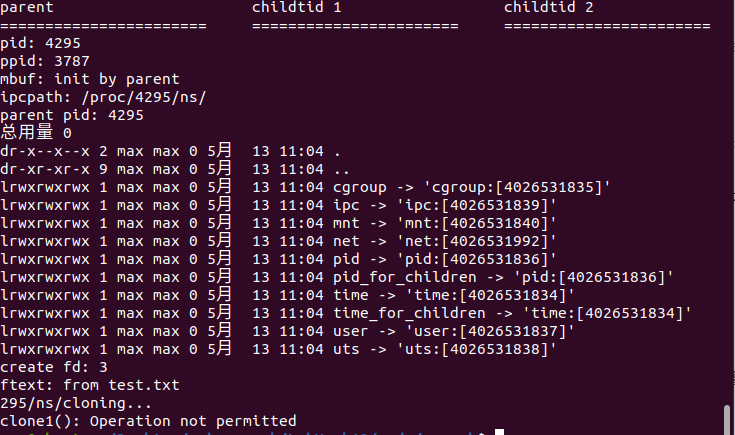 parent childtid 1 childtid 2
======================= ======================= =======================
pid: 4295
ppid: 3787
mbuf: init by parent
ipcpath: /proc/4295/ns/
parent pid: 4295
总用量 0
dr-x--x--x 2 max max 0 5月 13 11:04 .
dr-xr-xr-x 9 max max 0 5月 13 11:04 ..
lrwxrwxrwx 1 max max 0 5月 13 11:04 cgroup -> 'cgroup:[4026531835]'
lrwxrwxrwx 1 max max 0 5月 13 11:04 ipc -> 'ipc:[4026531839]'
lrwxrwxrwx 1 max max 0 5月 13 11:04 mnt -> 'mnt:[4026531840]'
lrwxrwxrwx 1 max max 0 5月 13 11:04 net -> 'net:[4026531992]'
lrwxrwxrwx 1 max max 0 5月 13 11:04 pid -> 'pid:[4026531836]'
lrwxrwxrwx 1 max max 0 5月 13 11:04 pid_for_children -> 'pid:[4026531836]'
lrwxrwxrwx 1 max max 0 5月 13 11:04 time -> 'time:[4026531834]'
lrwxrwxrwx 1 max max 0 5月 13 11:04 time_for_children -> 'time:[4026531834]'
lrwxrwxrwx 1 max max 0 5月 13 11:04 user -> 'user:[4026531837]'
lrwxrwxrwx 1 max max 0 5月 13 11:04 uts -> 'uts:[4026531838]'
create fd: 3
ftext: from test.txt
295/ns/cloning...
clone1(): Operation not permitted